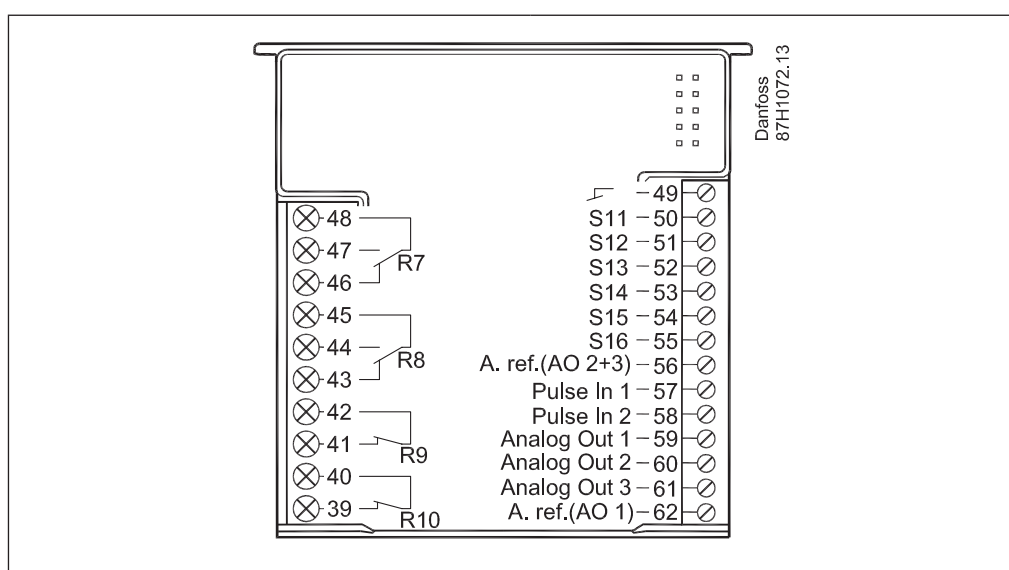 Danfoss
87H1072.13
48
47
R7
46
45
44
R8
43
42
41
R9
40
39
R10
49
S11 50
S12 51
S13 52
S14 53
S15 54
S16 55
A. ref.(AO 2+3) 56
Pulse In 1 57
Pulse In 2 58
Analog Out 1 59
Analog Out 2 60
Analog Out 3 61
A. ref.(AO 1) 62